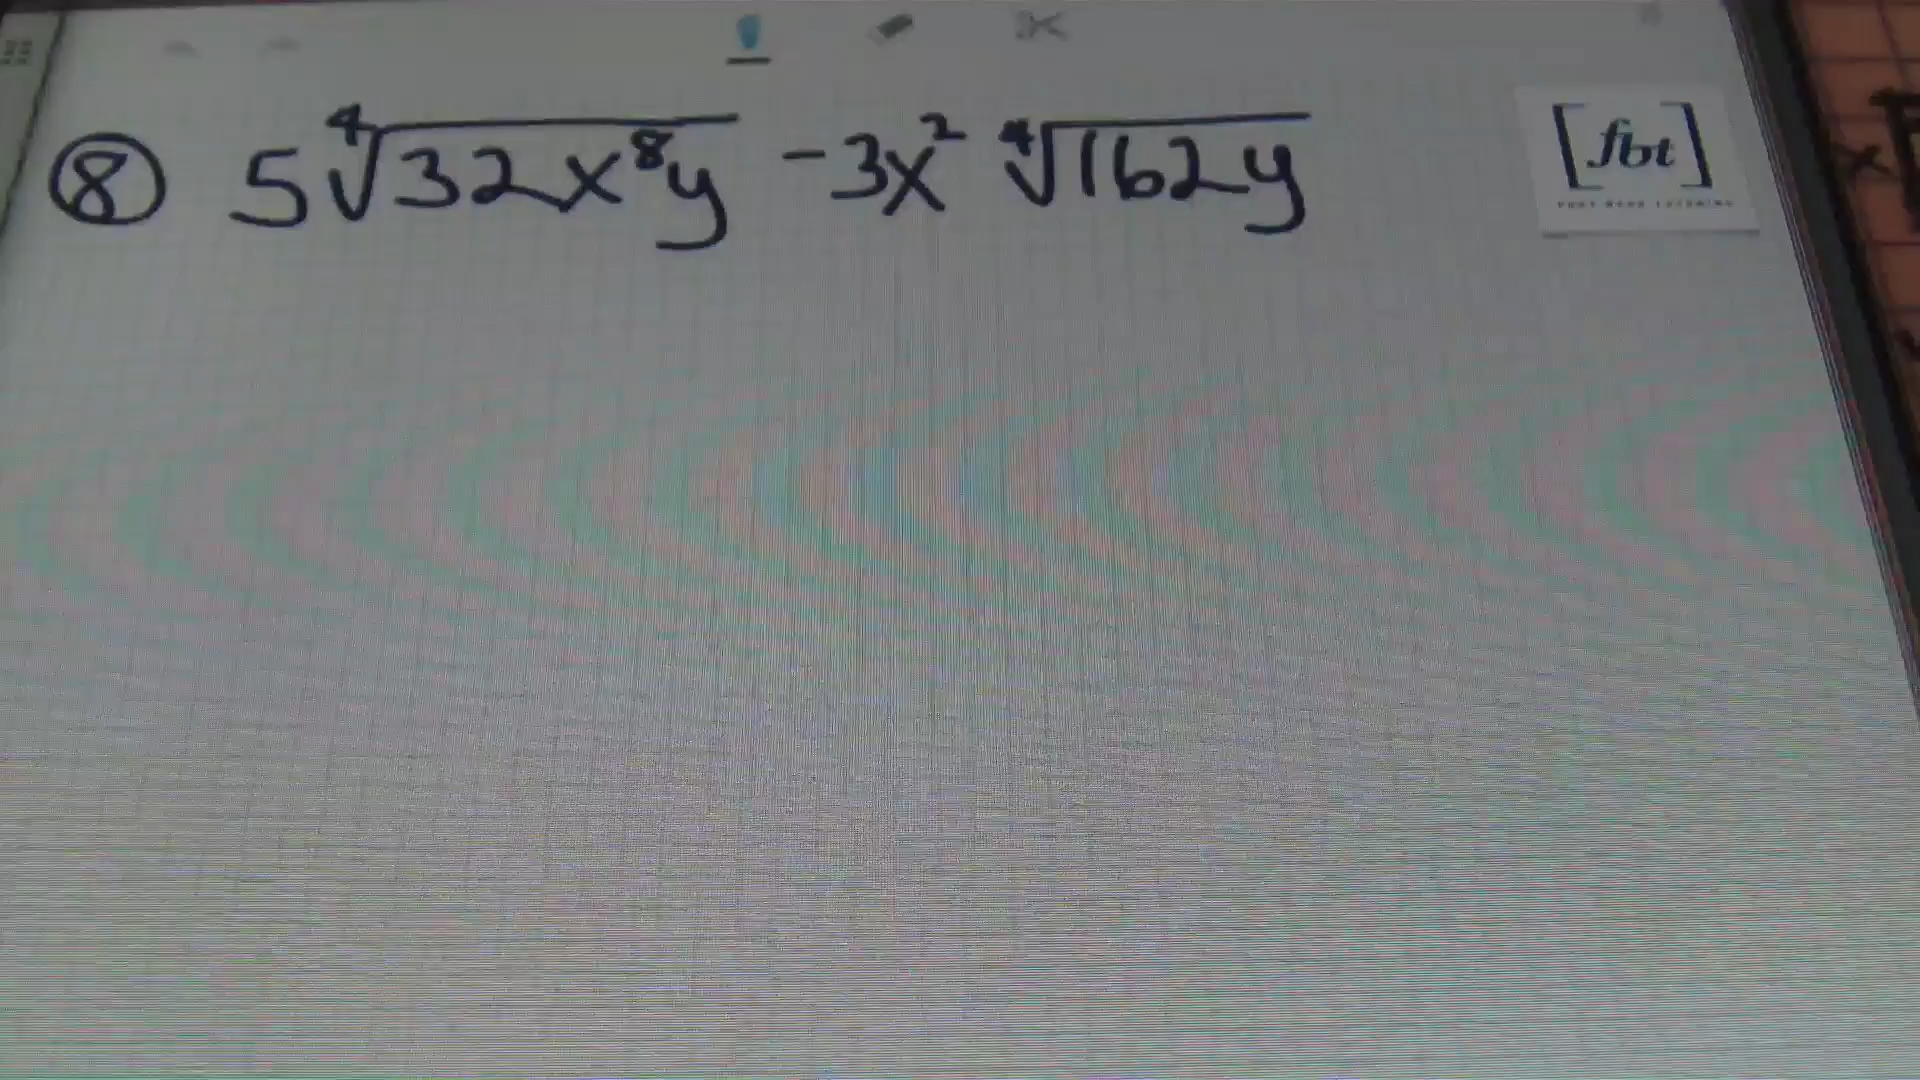 ⑧ 5∜32x⁸y - 3x² ∜162y
[fbt]